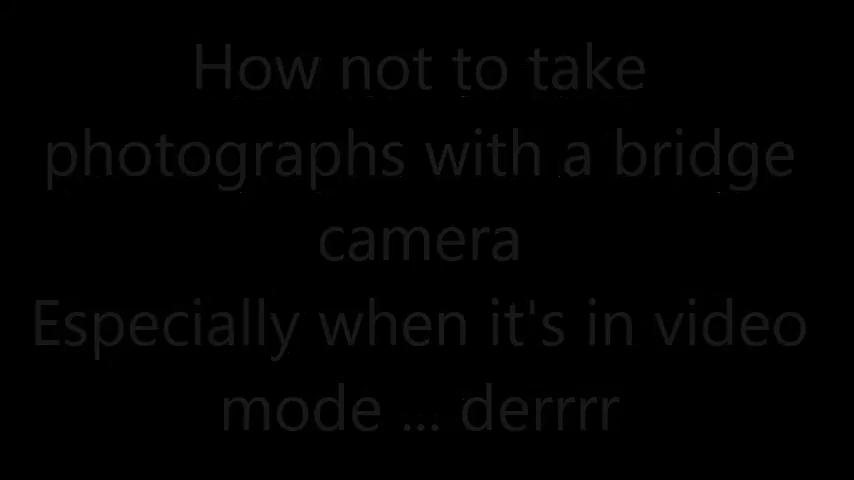 How not to take
photographs with a bridge
camera
Especially when it's in video
mode ... derrrr